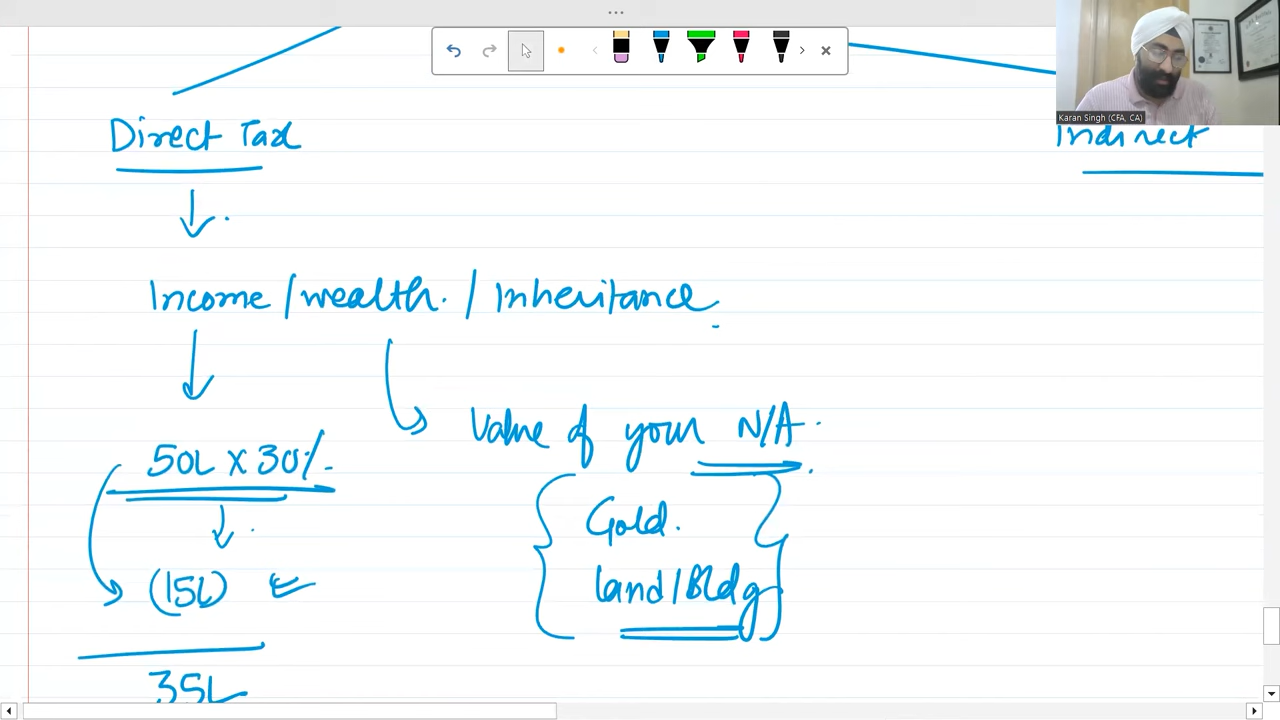 Karan Singh (CFA, CA)
Direct Tax
Indirect
Income / wealth. / Inheritance
Value of your N/A.
50L x 30%.
Gold.
land/Bldg
(15L)
35L